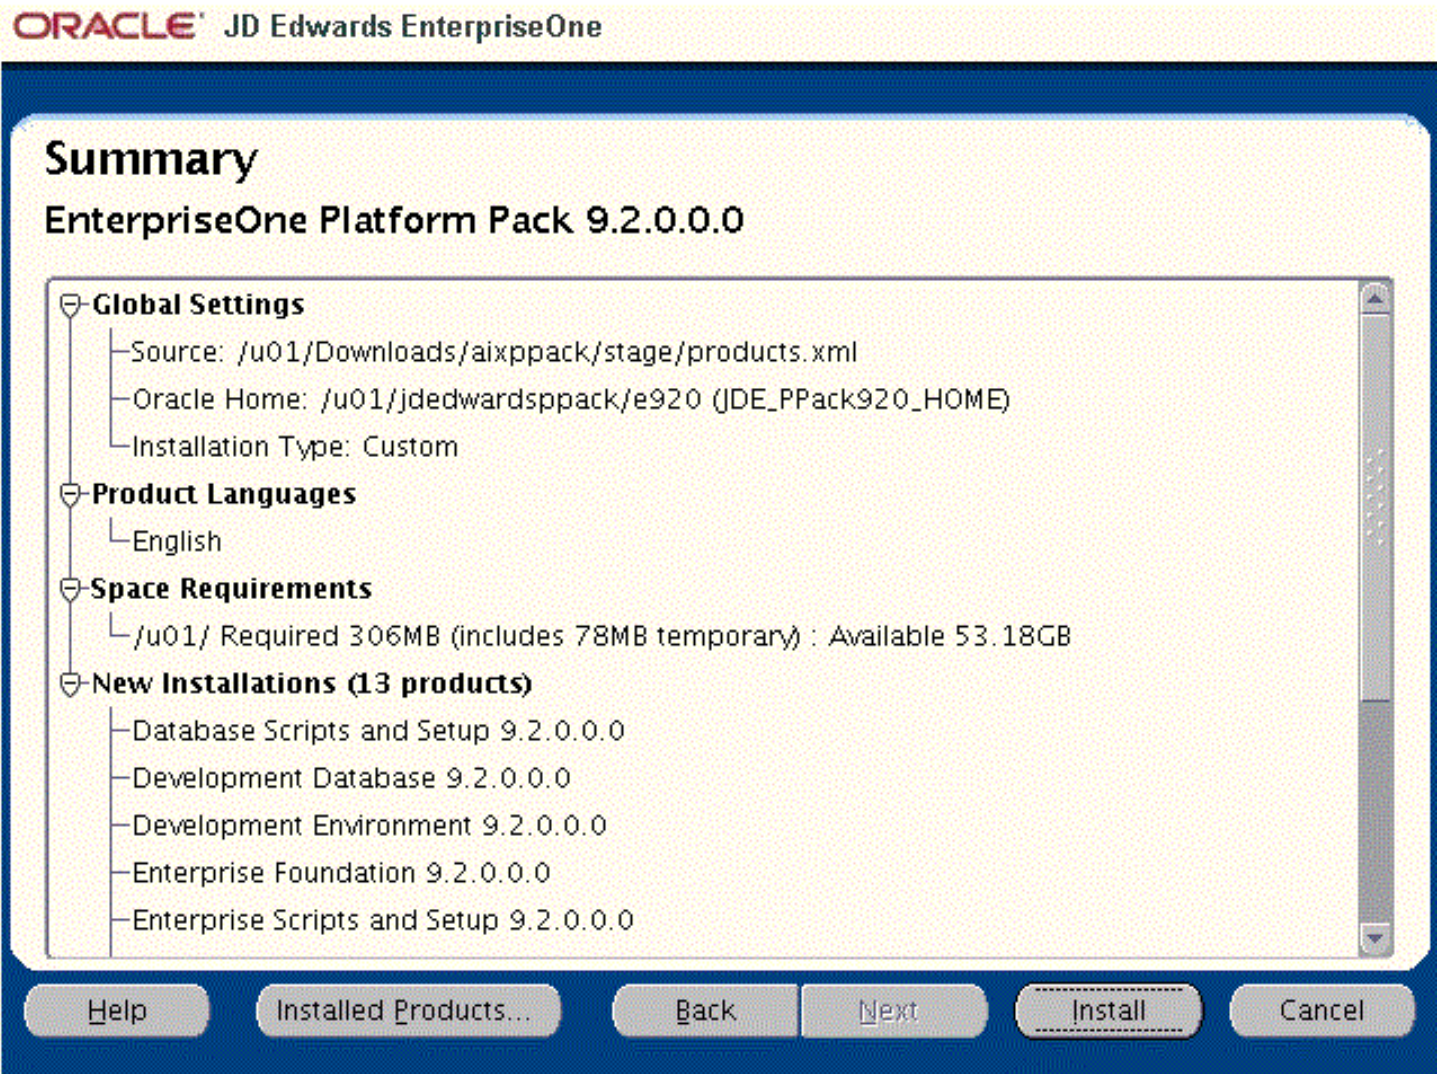 ORACLE JD Edwards EnterpriseOne
Summary
EnterpriseOne Platform Pack 9.2.0.0.0
Global Settings
Source: /u01/Downloads/aixppack/stage/products.xml
Oracle Home: /u01/jdedwardsppack/e920 (JDE_PPack920_HOME)
Installation Type: Custom
Product Languages
English
Space Requirements
/u01/ Required 306MB (includes 78MB temporary) : Available 53.18GB
New Installations (13 products)
Database Scripts and Setup 9.2.0.0.0
Development Database 9.2.0.0.0
Development Environment 9.2.0.0.0
Enterprise Foundation 9.2.0.0.0
Enterprise Scripts and Setup 9.2.0.0.0
Help Installed Products... Back Next Install Cancel